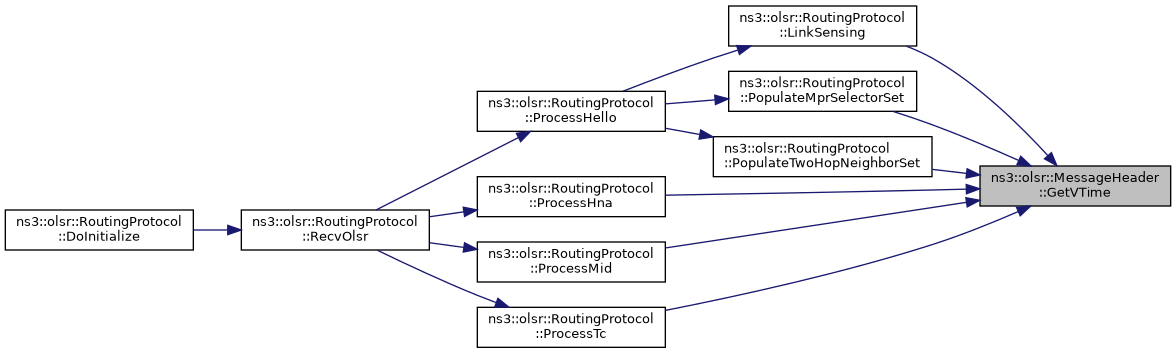 ns3::olsr::RoutingProtocol
::LinkSensing
ns3::olsr::RoutingProtocol
::PopulateMprSelectorSet
ns3::olsr::RoutingProtocol
::ProcessHello
ns3::olsr::RoutingProtocol
::PopulateTwoHopNeighborSet
ns3::olsr::MessageHeader
::GetVTime
ns3::olsr::RoutingProtocol
::ProcessHna
ns3::olsr::RoutingProtocol
::DoInitialize
ns3::olsr::RoutingProtocol
::RecvOlsr
ns3::olsr::RoutingProtocol
::ProcessMid
ns3::olsr::RoutingProtocol
::ProcessTc